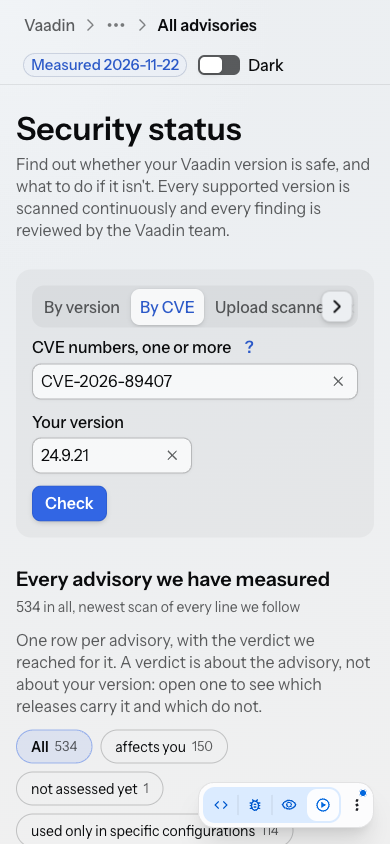 Vaadin > ••• > All advisories
Measured 2026-11-22 Dark
Security status
Find out whether your Vaadin version is safe, and
what to do if it isn't. Every supported version is
scanned continuously and every finding is
reviewed by the Vaadin team.
By version By CVE Upload scanne
CVE numbers, one or more ?
CVE-2026-89407
Your version
24.9.21
Check
Every advisory we have measured
534 in all, newest scan of every line we follow
One row per advisory, with the verdict we
reached for it. A verdict is about the advisory, not
about your version: open one to see which
releases carry it and which do not.
All 534 affects you 150
not assessed yet 1
used only in specific configurations 114